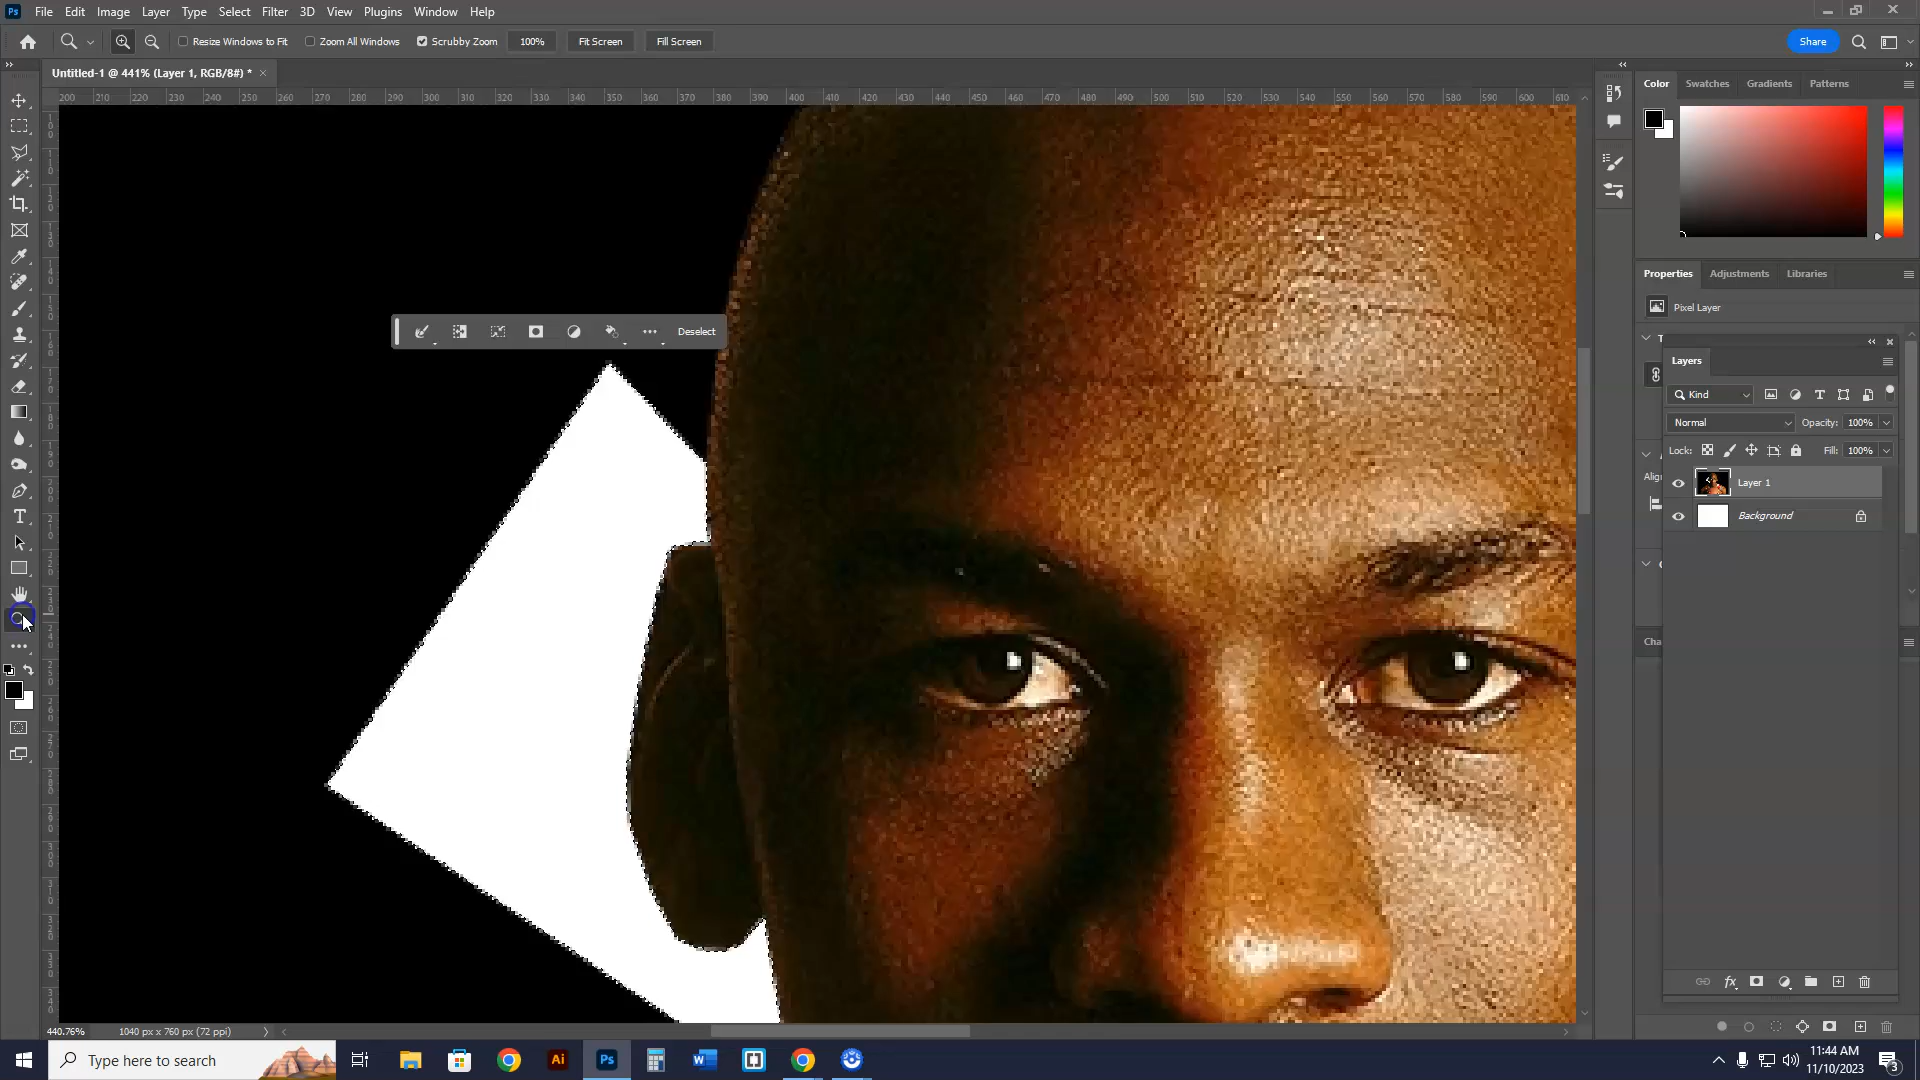 Ps File Edit Image Layer Type Select Filter 3D View Plugins Window Help
Resize Windows to Fit Zoom All Windows Scrubby Zoom 100% Fit Screen Fill Screen Share
Untitled-1 @ 441% (Layer 1, RGB/8#) * ×
200 210 220 230 240 250 260 270 280 290 300 310 320 330 340 350 360 370 380 390 400 410 420 430 440 450 460 470 480 490 500 510 520 530 540 550 560 570 580 590 600 610
Color Swatches Gradients Patterns
Properties Adjustments Libraries
Pixel Layer
Deselect
Layers
Kind
Normal Opacity: 100%
Lock: Fill: 100%
Alig
Layer 1
Background
Cha
440.76% 1040 px x 760 px (72 ppi)
Type here to search
Ai Ps
11:44 AM
11/10/2023
3